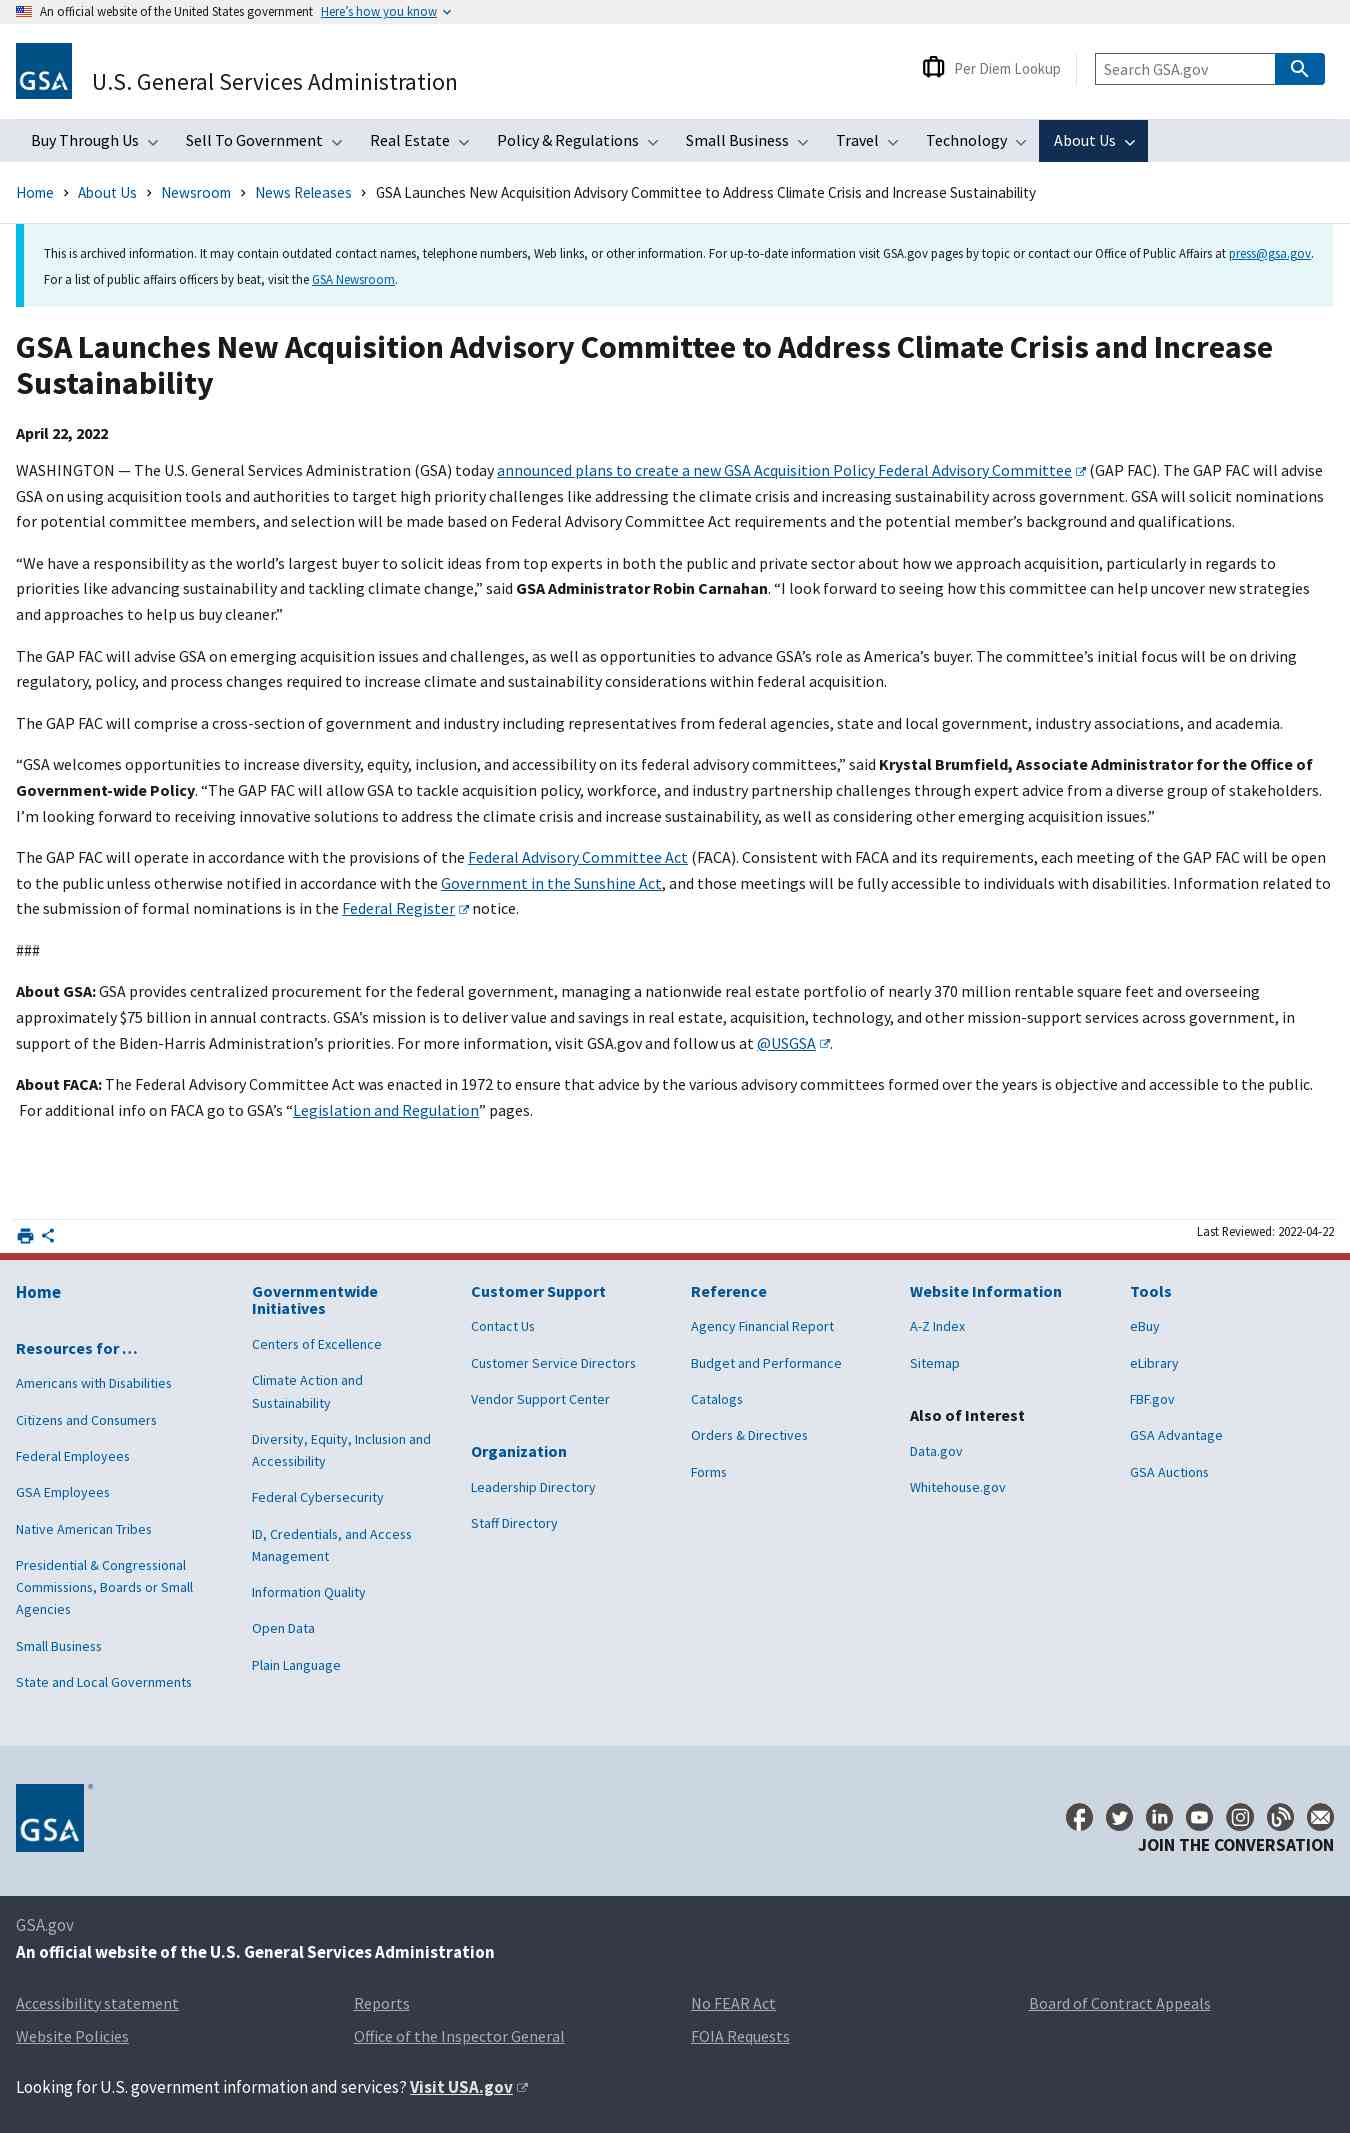 An official website of the United States government Here’s how you know
GSA
U.S. General Services Administration
Per Diem Lookup
Search GSA.gov
Buy Through Us
Sell To Government
Real Estate
Policy & Regulations
Small Business
Travel
Technology
About Us
Home > About Us > Newsroom > News Releases > GSA Launches New Acquisition Advisory Committee to Address Climate Crisis and Increase Sustainability
This is archived information. It may contain outdated contact names, telephone numbers, Web links, or other information. For up-to-date information visit GSA.gov pages by topic or contact our Office of Public Affairs at press@gsa.gov.
For a list of public affairs officers by beat, visit the GSA Newsroom.
GSA Launches New Acquisition Advisory Committee to Address Climate Crisis and Increase
Sustainability
April 22, 2022
WASHINGTON — The U.S. General Services Administration (GSA) today announced plans to create a new GSA Acquisition Policy Federal Advisory Committee (GAP FAC). The GAP FAC will advise
GSA on using acquisition tools and authorities to target high priority challenges like addressing the climate crisis and increasing sustainability across government. GSA will solicit nominations
for potential committee members, and selection will be made based on Federal Advisory Committee Act requirements and the potential member’s background and qualifications.
“We have a responsibility as the world’s largest buyer to solicit ideas from top experts in both the public and private sector about how we approach acquisition, particularly in regards to
priorities like advancing sustainability and tackling climate change,” said GSA Administrator Robin Carnahan. “I look forward to seeing how this committee can help uncover new strategies
and approaches to help us buy cleaner.”
The GAP FAC will advise GSA on emerging acquisition issues and challenges, as well as opportunities to advance GSA’s role as America’s buyer. The committee’s initial focus will be on driving
regulatory, policy, and process changes required to increase climate and sustainability considerations within federal acquisition.
The GAP FAC will comprise a cross-section of government and industry including representatives from federal agencies, state and local government, industry associations, and academia.
“GSA welcomes opportunities to increase diversity, equity, inclusion, and accessibility on its federal advisory committees,” said Krystal Brumfield, Associate Administrator for the Office of
Government-wide Policy. “The GAP FAC will allow GSA to tackle acquisition policy, workforce, and industry partnership challenges through expert advice from a diverse group of stakeholders.
I’m looking forward to receiving innovative solutions to address the climate crisis and increase sustainability, as well as considering other emerging acquisition issues.”
The GAP FAC will operate in accordance with the provisions of the Federal Advisory Committee Act (FACA). Consistent with FACA and its requirements, each meeting of the GAP FAC will be open
to the public unless otherwise notified in accordance with the Government in the Sunshine Act, and those meetings will be fully accessible to individuals with disabilities. Information related to
the submission of formal nominations is in the Federal Register notice.
###
About GSA: GSA provides centralized procurement for the federal government, managing a nationwide real estate portfolio of nearly 370 million rentable square feet and overseeing
approximately $75 billion in annual contracts. GSA’s mission is to deliver value and savings in real estate, acquisition, technology, and other mission-support services across government, in
support of the Biden-Harris Administration’s priorities. For more information, visit GSA.gov and follow us at @USGSA.
About FACA: The Federal Advisory Committee Act was enacted in 1972 to ensure that advice by the various advisory committees formed over the years is objective and accessible to the public.
For additional info on FACA go to GSA’s “Legislation and Regulation” pages.
Last Reviewed: 2022-04-22
Home
Resources for …
Americans with Disabilities
Citizens and Consumers
Federal Employees
GSA Employees
Native American Tribes
Presidential & Congressional
Commissions, Boards or Small
Agencies
Small Business
State and Local Governments
Governmentwide
Initiatives
Centers of Excellence
Climate Action and
Sustainability
Diversity, Equity, Inclusion and
Accessibility
Federal Cybersecurity
ID, Credentials, and Access
Management
Information Quality
Open Data
Plain Language
Customer Support
Contact Us
Customer Service Directors
Vendor Support Center
Organization
Leadership Directory
Staff Directory
Reference
Agency Financial Report
Budget and Performance
Catalogs
Orders & Directives
Forms
Website Information
A-Z Index
Sitemap
Also of Interest
Data.gov
Whitehouse.gov
Tools
eBuy
eLibrary
FBF.gov
GSA Advantage
GSA Auctions
GSA ®
JOIN THE CONVERSATION
GSA.gov
An official website of the U.S. General Services Administration
Accessibility statement
Reports
No FEAR Act
Board of Contract Appeals
Website Policies
Office of the Inspector General
FOIA Requests
Looking for U.S. government information and services? Visit USA.gov